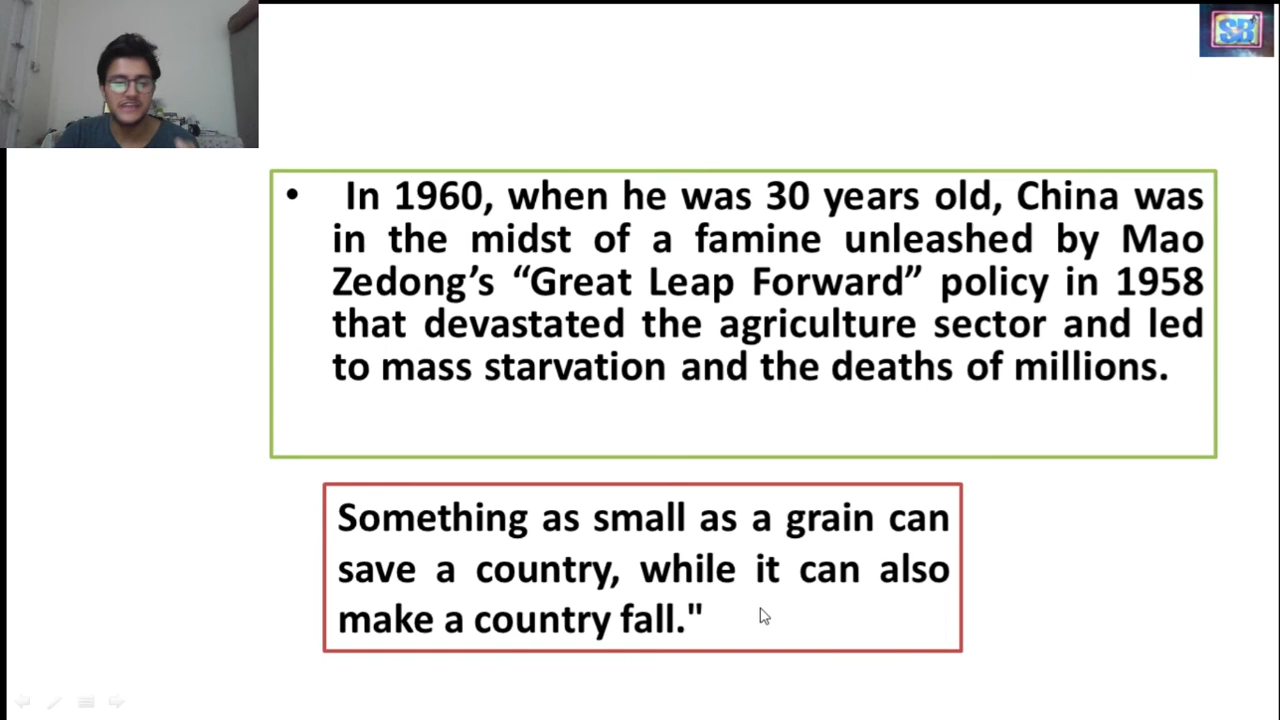 SB
• In 1960, when he was 30 years old, China was
in the midst of a famine unleashed by Mao
Zedong’s “Great Leap Forward” policy in 1958
that devastated the agriculture sector and led
to mass starvation and the deaths of millions.
Something as small as a grain can
save a country, while it can also
make a country fall."